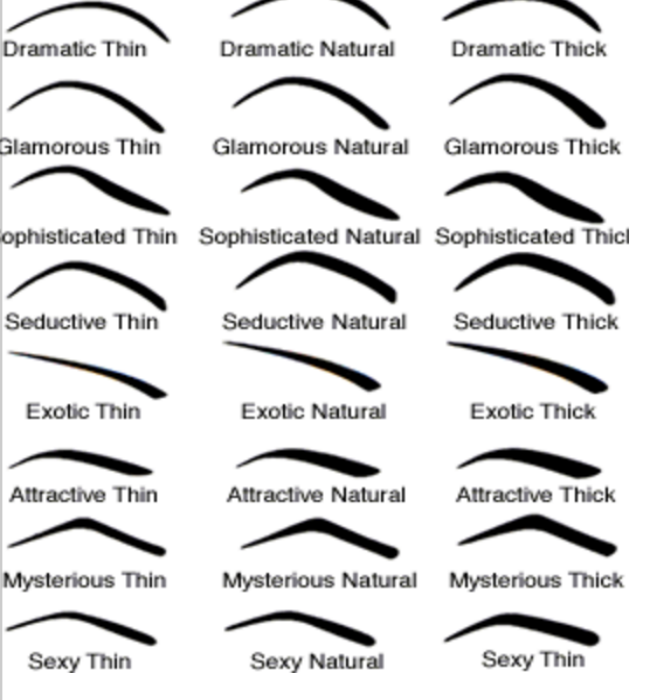 Dramatic Thin Dramatic Natural Dramatic Thick
Glamorous Thin Glamorous Natural Glamorous Thick
ophisticated Thin Sophisticated Natural Sophisticated Thicl
Seductive Thin Seductive Natural Seductive Thick
Exotic Thin Exotic Natural Exotic Thick
Attractive Thin Attractive Natural Attractive Thick
Mysterious Thin Mysterious Natural Mysterious Thick
Sexy Thin Sexy Natural Sexy Thin